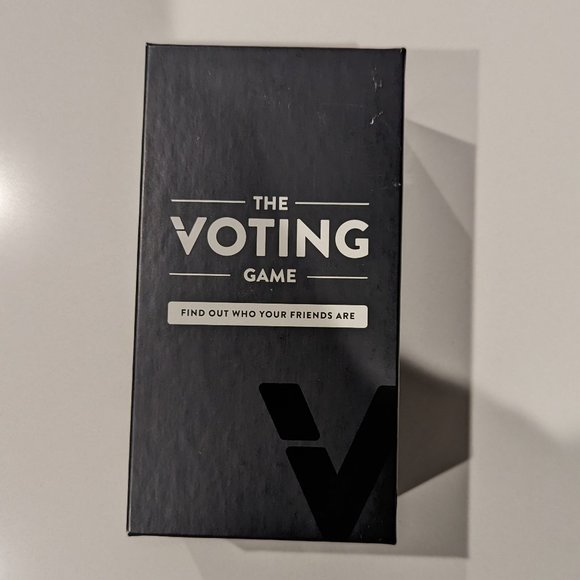 THE
VOTING
GAME
FIND OUT WHO YOUR FRIENDS ARE
V